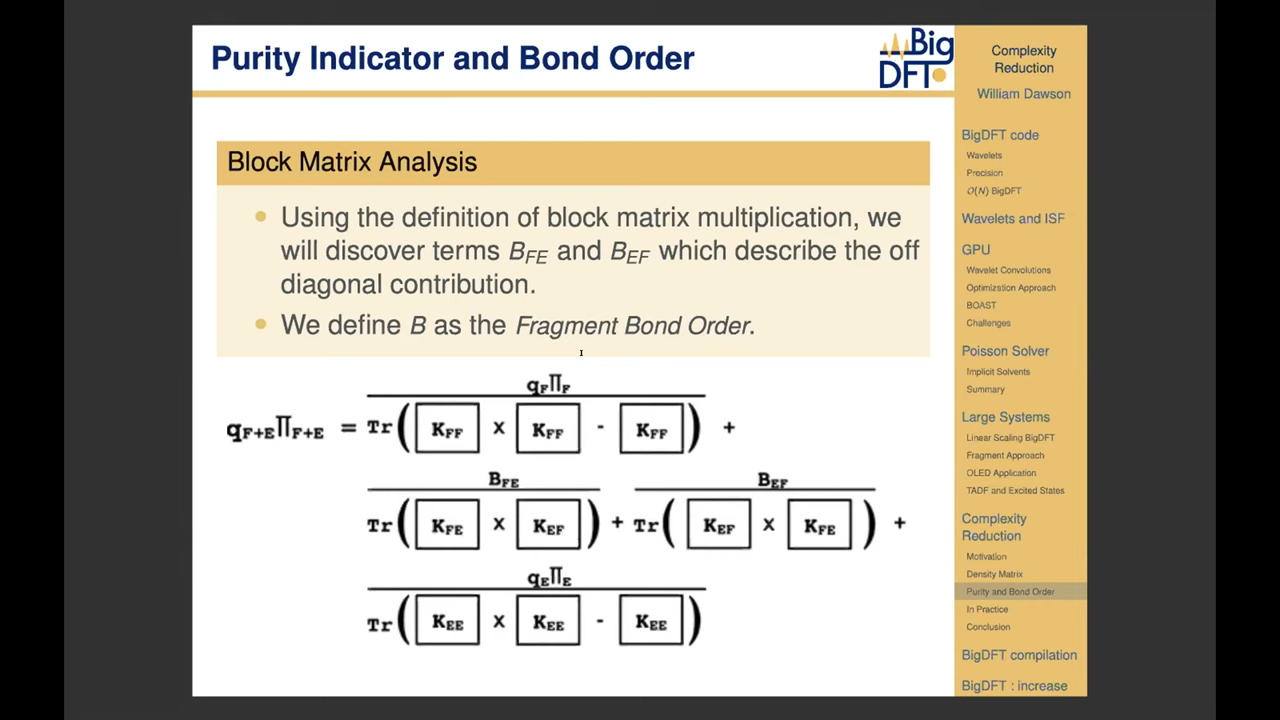 Purity Indicator and Bond Order
Big
DFT
Block Matrix Analysis
Using the definition of block matrix multiplication, we
will discover terms B_FE and B_EF which describe the off
diagonal contribution.
We define B as the Fragment Bond Order.
q_F Π_F
q_F+E Π_F+E = Tr( K_FF x K_FF - K_FF ) +
B_FE B_EF
Tr( K_FE x K_EF ) + Tr( K_EF x K_FE ) +
q_E Π_E
Tr( K_EE x K_EE - K_EE )
Complexity
Reduction
William Dawson
BigDFT code
Wavelets
Precision
O(N) BigDFT
Wavelets and ISF
GPU
Wavelet Convolutions
Optimization Approach
BOAST
Challenges
Poisson Solver
Implicit Solvents
Summary
Large Systems
Linear Scaling BigDFT
Fragment Approach
OLED Application
TADF and Excited States
Complexity
Reduction
Motivation
Density Matrix
Purity and Bond Order
In Practice
Conclusion
BigDFT compilation
BigDFT : increase